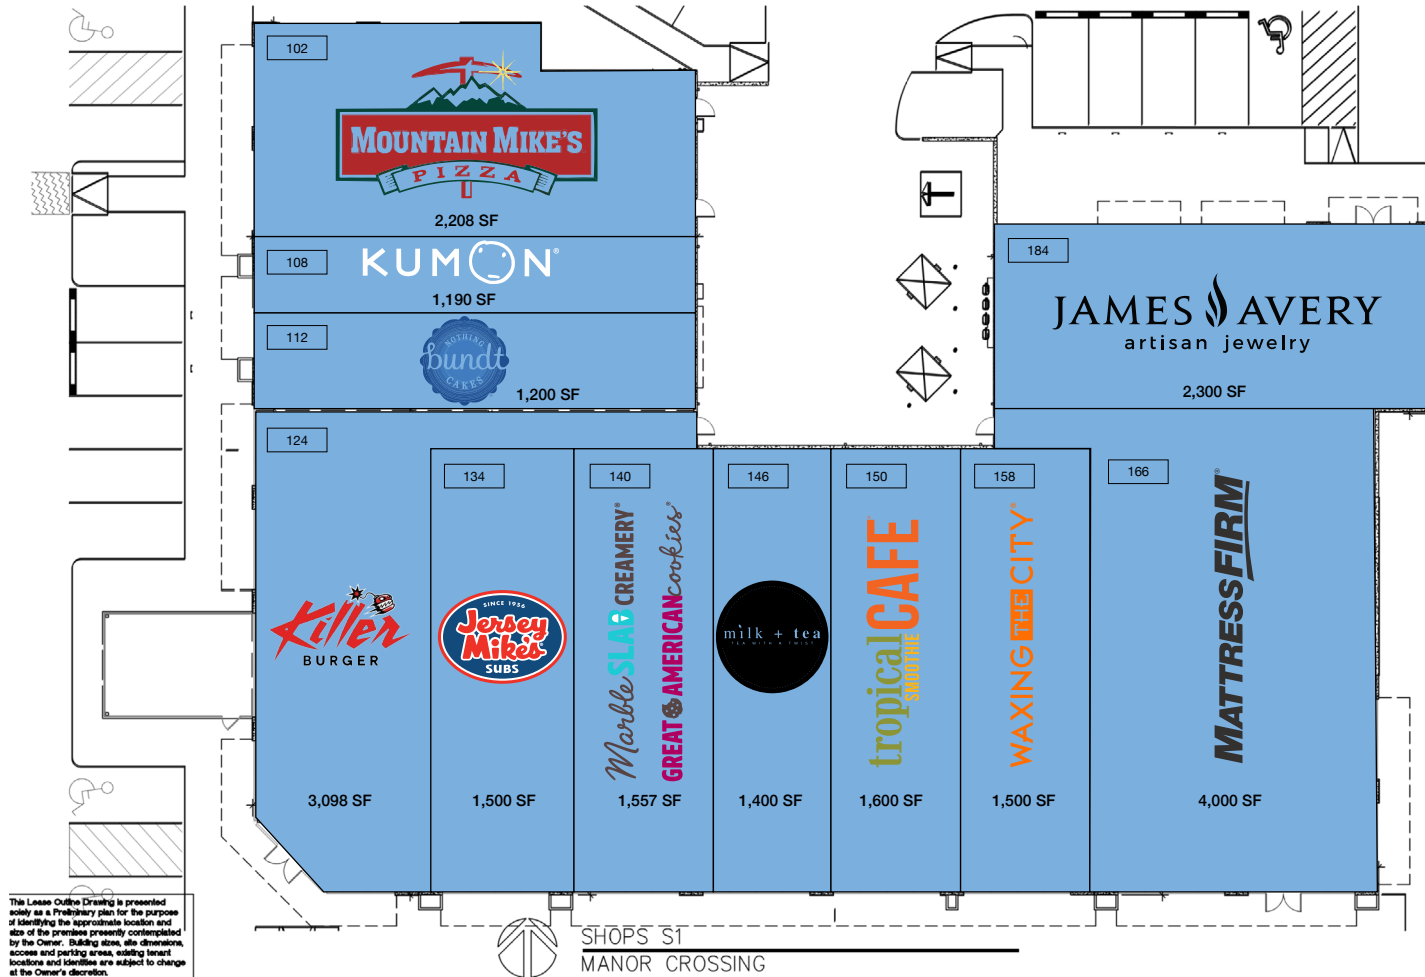 102
MOUNTAIN MIKE'S
PIZZA
2,208 SF
108
KUMON®
1,190 SF
112
NOTHING
bundt
CAKES
1,200 SF
184
JAMES AVERY
artisan jewelry
2,300 SF
124
Killer
BURGER
3,098 SF
134
SINCE 1956
Jersey
Mike's
SUBS
1,500 SF
140
Marble SLAB CREAMERY®
GREAT AMERICAN cookies®
1,557 SF
146
milk + tea
TEA WITH A TWIST
1,400 SF
150
tropical CAFE
SMOOTHIE
1,600 SF
158
WAXING THE CITY®
1,500 SF
166
MATTRESSFIRM®
4,000 SF
This Lease Outline Drawing is presented
solely as a Preliminary plan for the purpose
of identifying the approximate location and
size of the premises presently contemplated
by the Owner. Building sizes, site dimensions,
access and parking areas, existing tenant
locations and identities are subject to change
at the Owner's discretion.
SHOPS S1
MANOR CROSSING